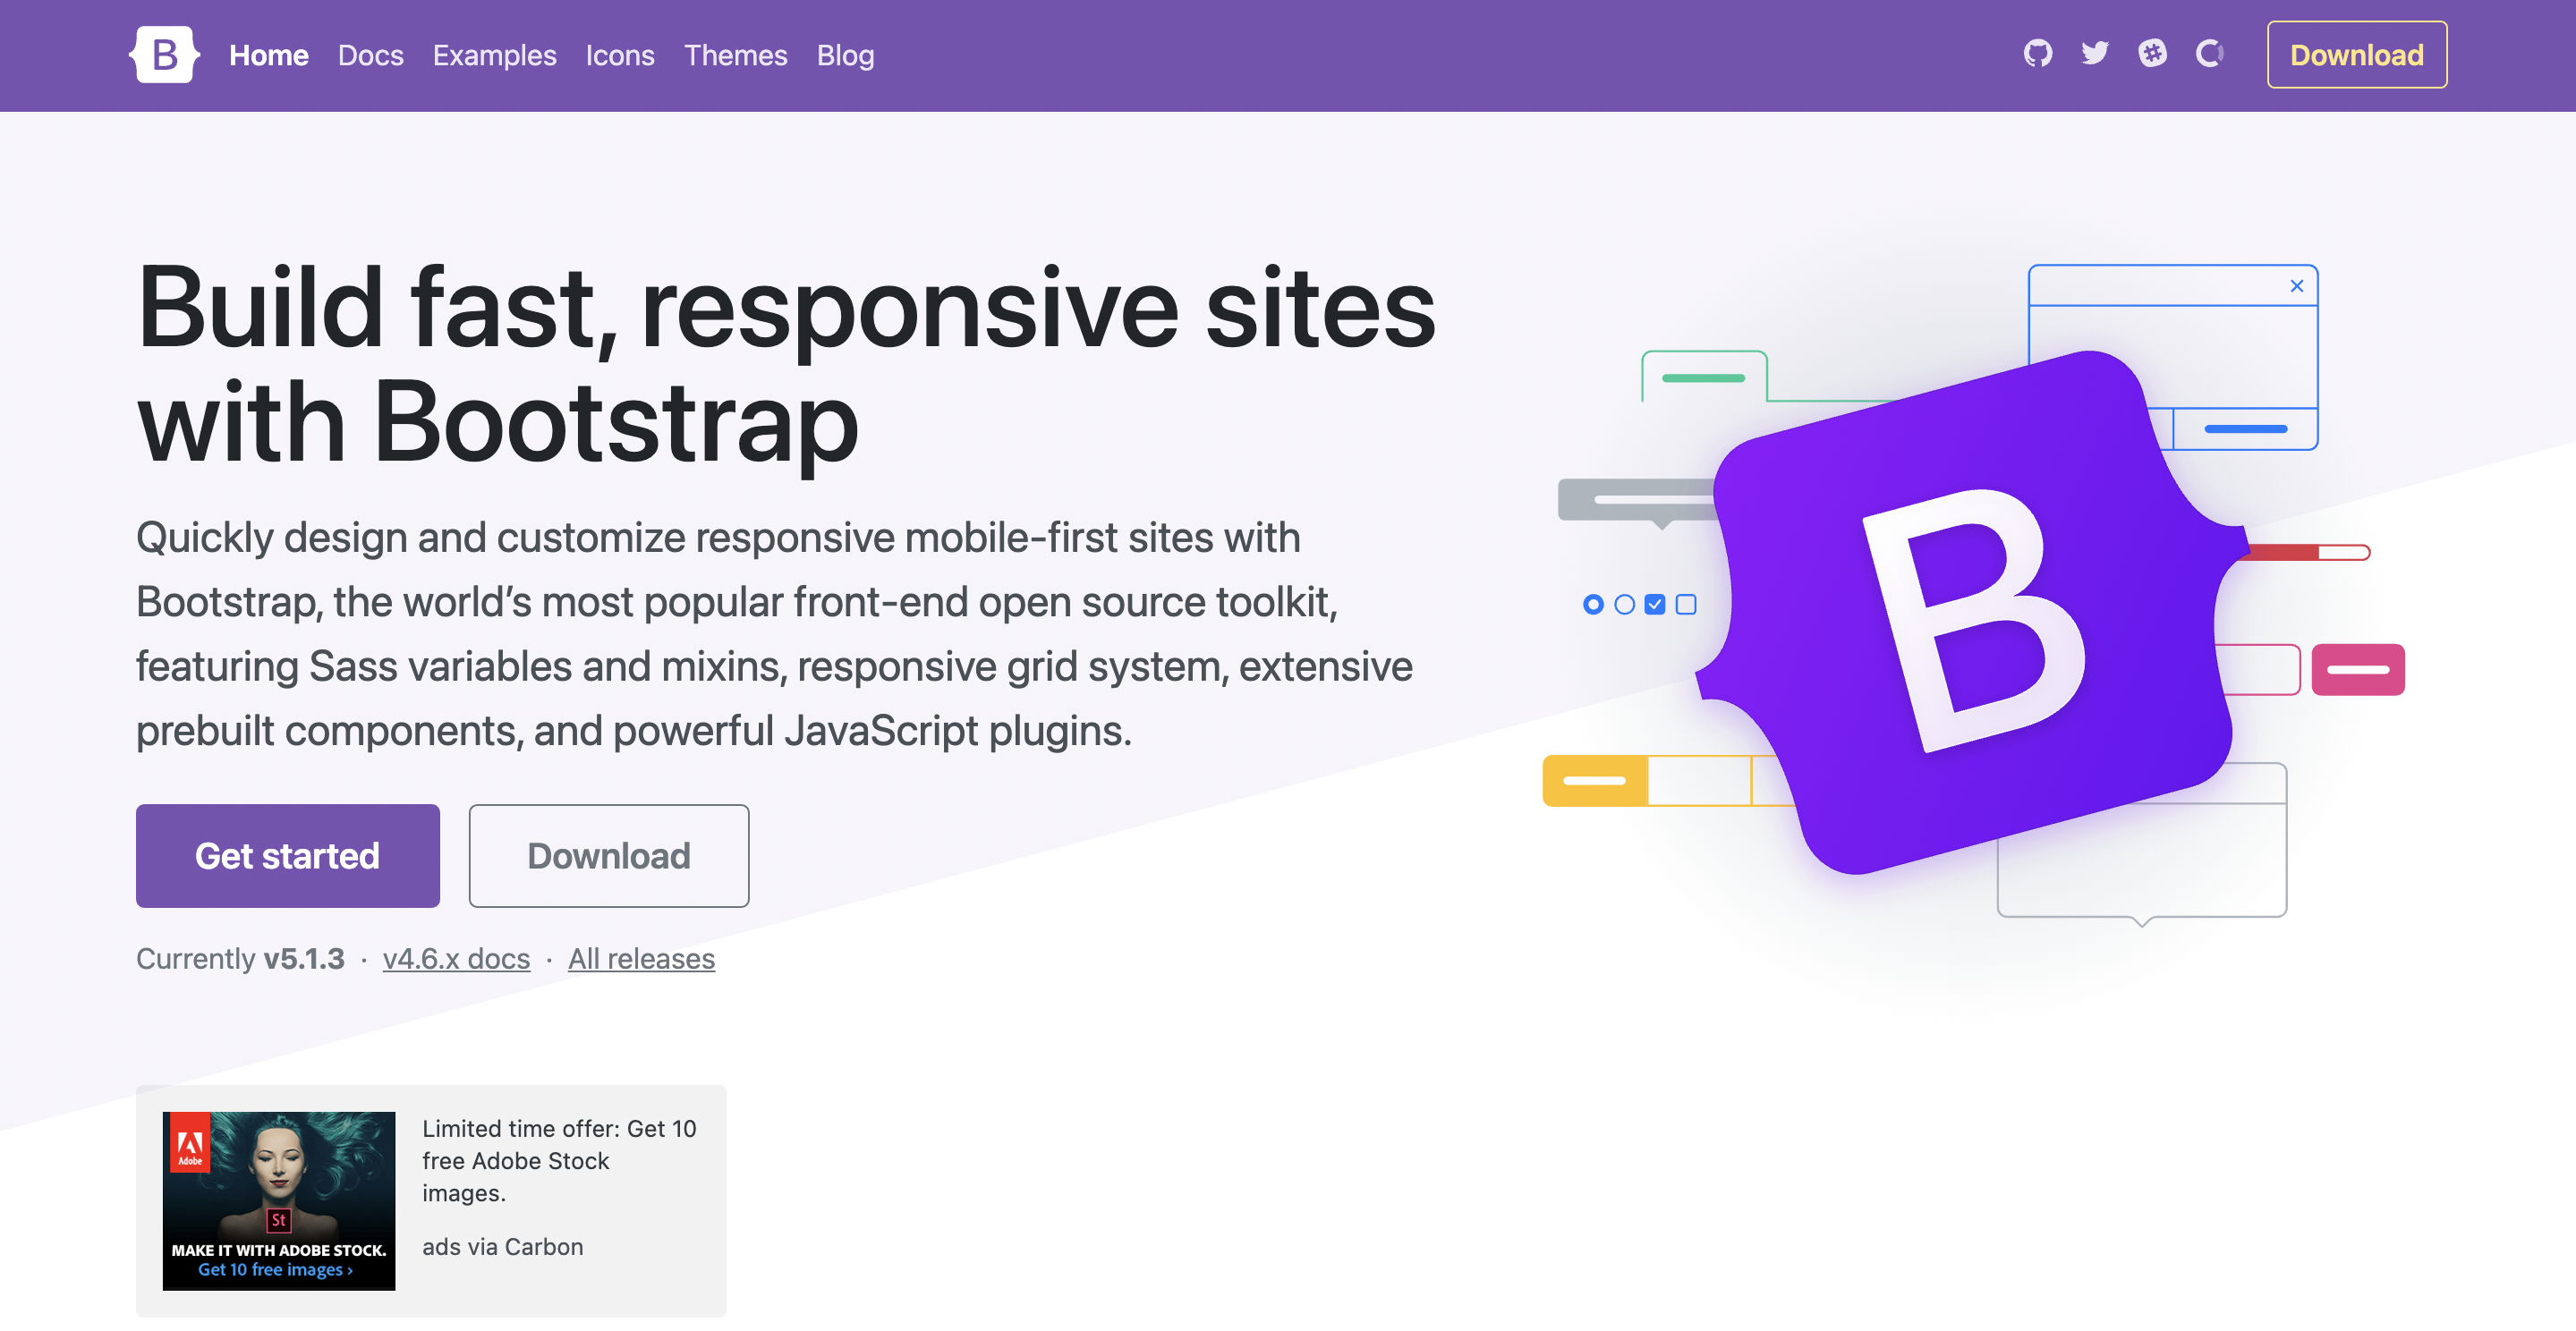 B Home Docs Examples Icons Themes Blog Download
Build fast, responsive sites
with Bootstrap
Quickly design and customize responsive mobile-first sites with
Bootstrap, the world’s most popular front-end open source toolkit,
featuring Sass variables and mixins, responsive grid system, extensive
prebuilt components, and powerful JavaScript plugins.
Get started Download
Currently v5.1.3 · v4.6.x docs · All releases
B
Adobe
St
MAKE IT WITH ADOBE STOCK.
Get 10 free images ›
Limited time offer: Get 10
free Adobe Stock
images.
ads via Carbon